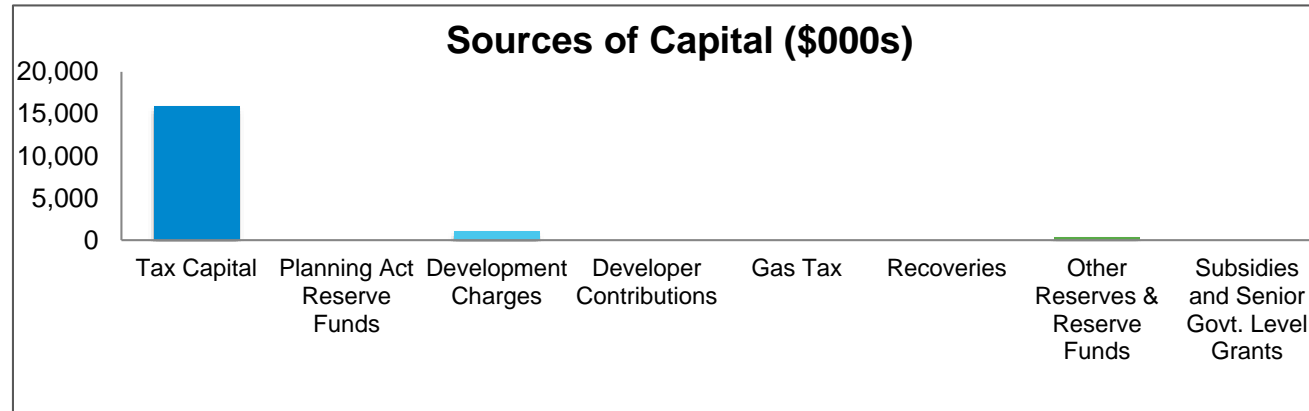 Sources of Capital ($000s)
20,000
15,000
10,000
5,000
0
Tax Capital
Planning Act
Reserve
Funds
Development
Charges
Developer
Contributions
Gas Tax
Recoveries
Other
Reserves &
Reserve
Funds
Subsidies
and Senior
Govt. Level
Grants